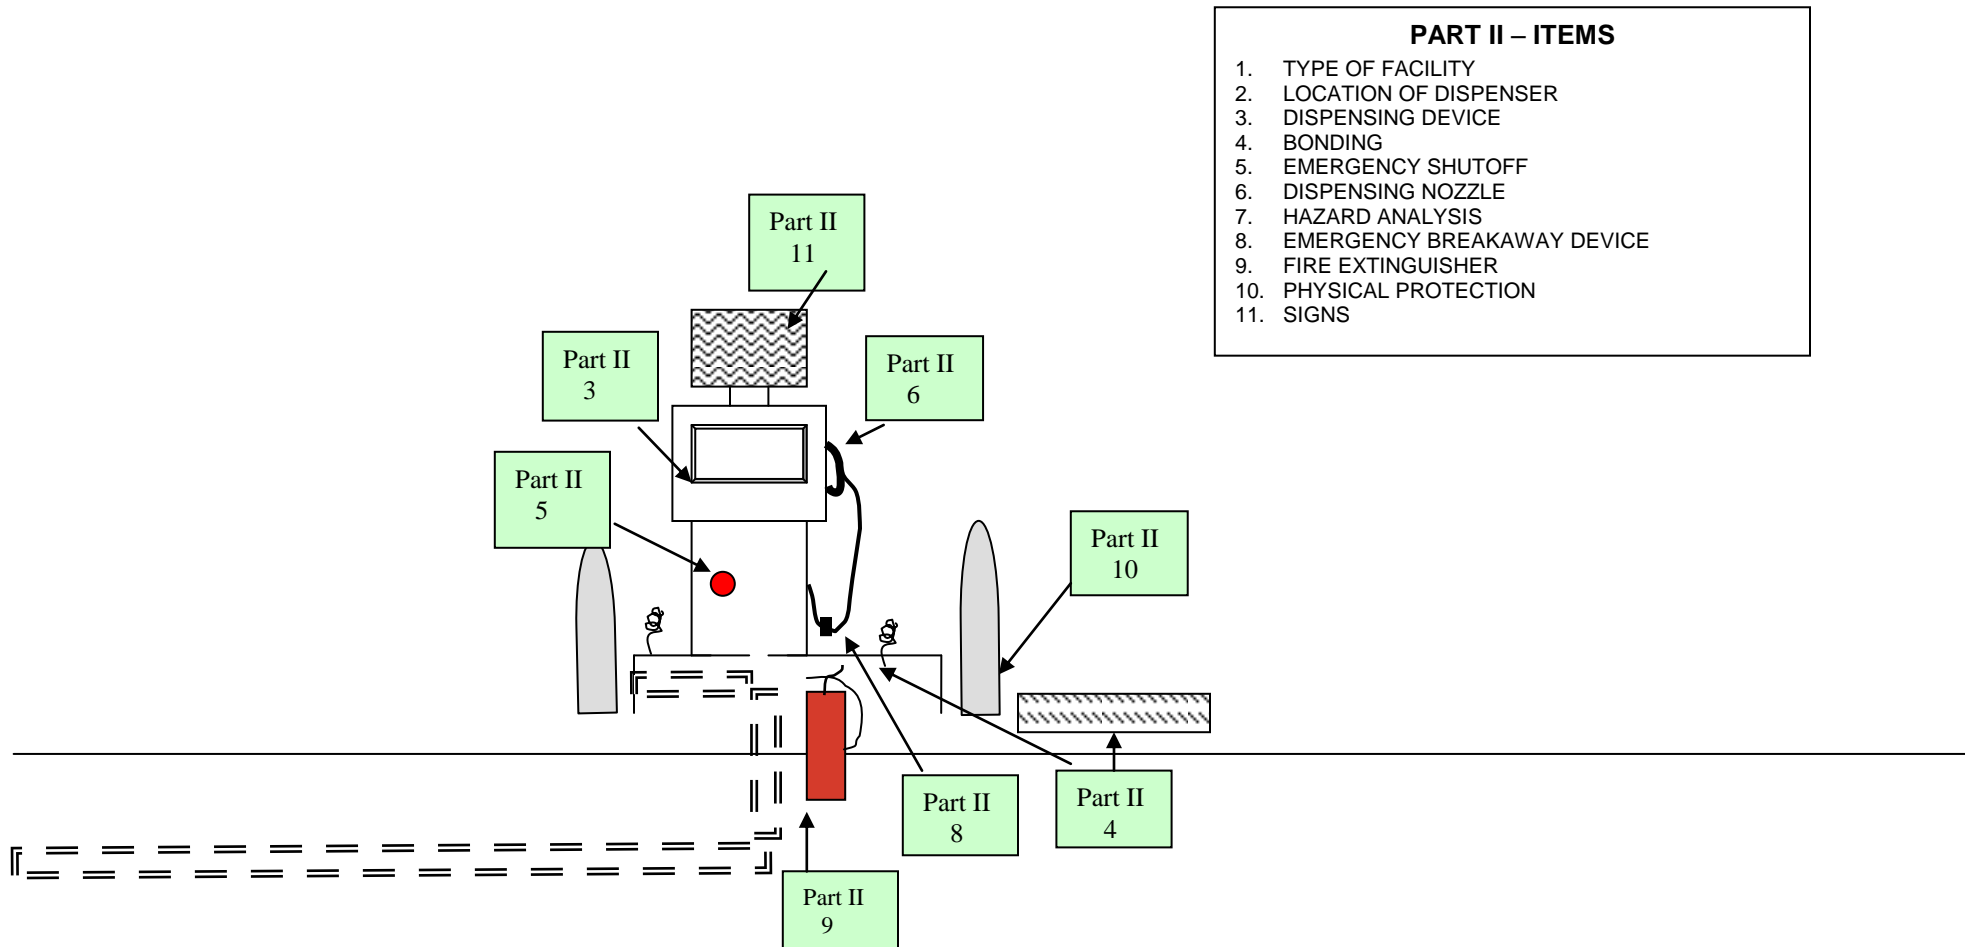 PART II – ITEMS
1. TYPE OF FACILITY
2. LOCATION OF DISPENSER
3. DISPENSING DEVICE
4. BONDING
5. EMERGENCY SHUTOFF
6. DISPENSING NOZZLE
7. HAZARD ANALYSIS
8. EMERGENCY BREAKAWAY DEVICE
9. FIRE EXTINGUISHER
10. PHYSICAL PROTECTION
11. SIGNS
Part II
11
Part II
3
Part II
6
Part II
5
Part II
10
Part II
8
Part II
4
Part II
9